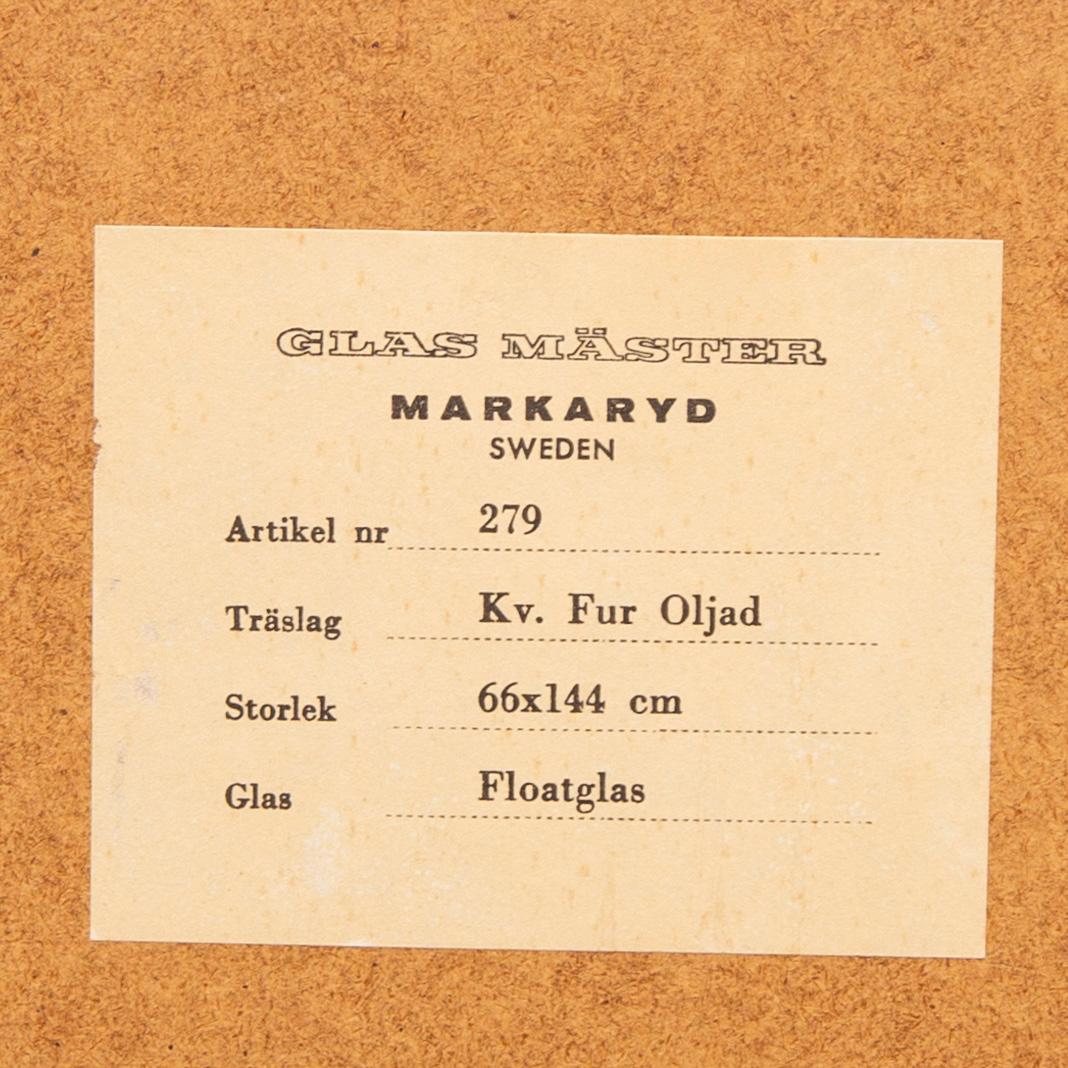 GLAS MÄSTER
MARKARYD
SWEDEN
Artikel nr 279
Träslag Kv. Fur Oljad
Storlek 66x144 cm
Glas Floatglas